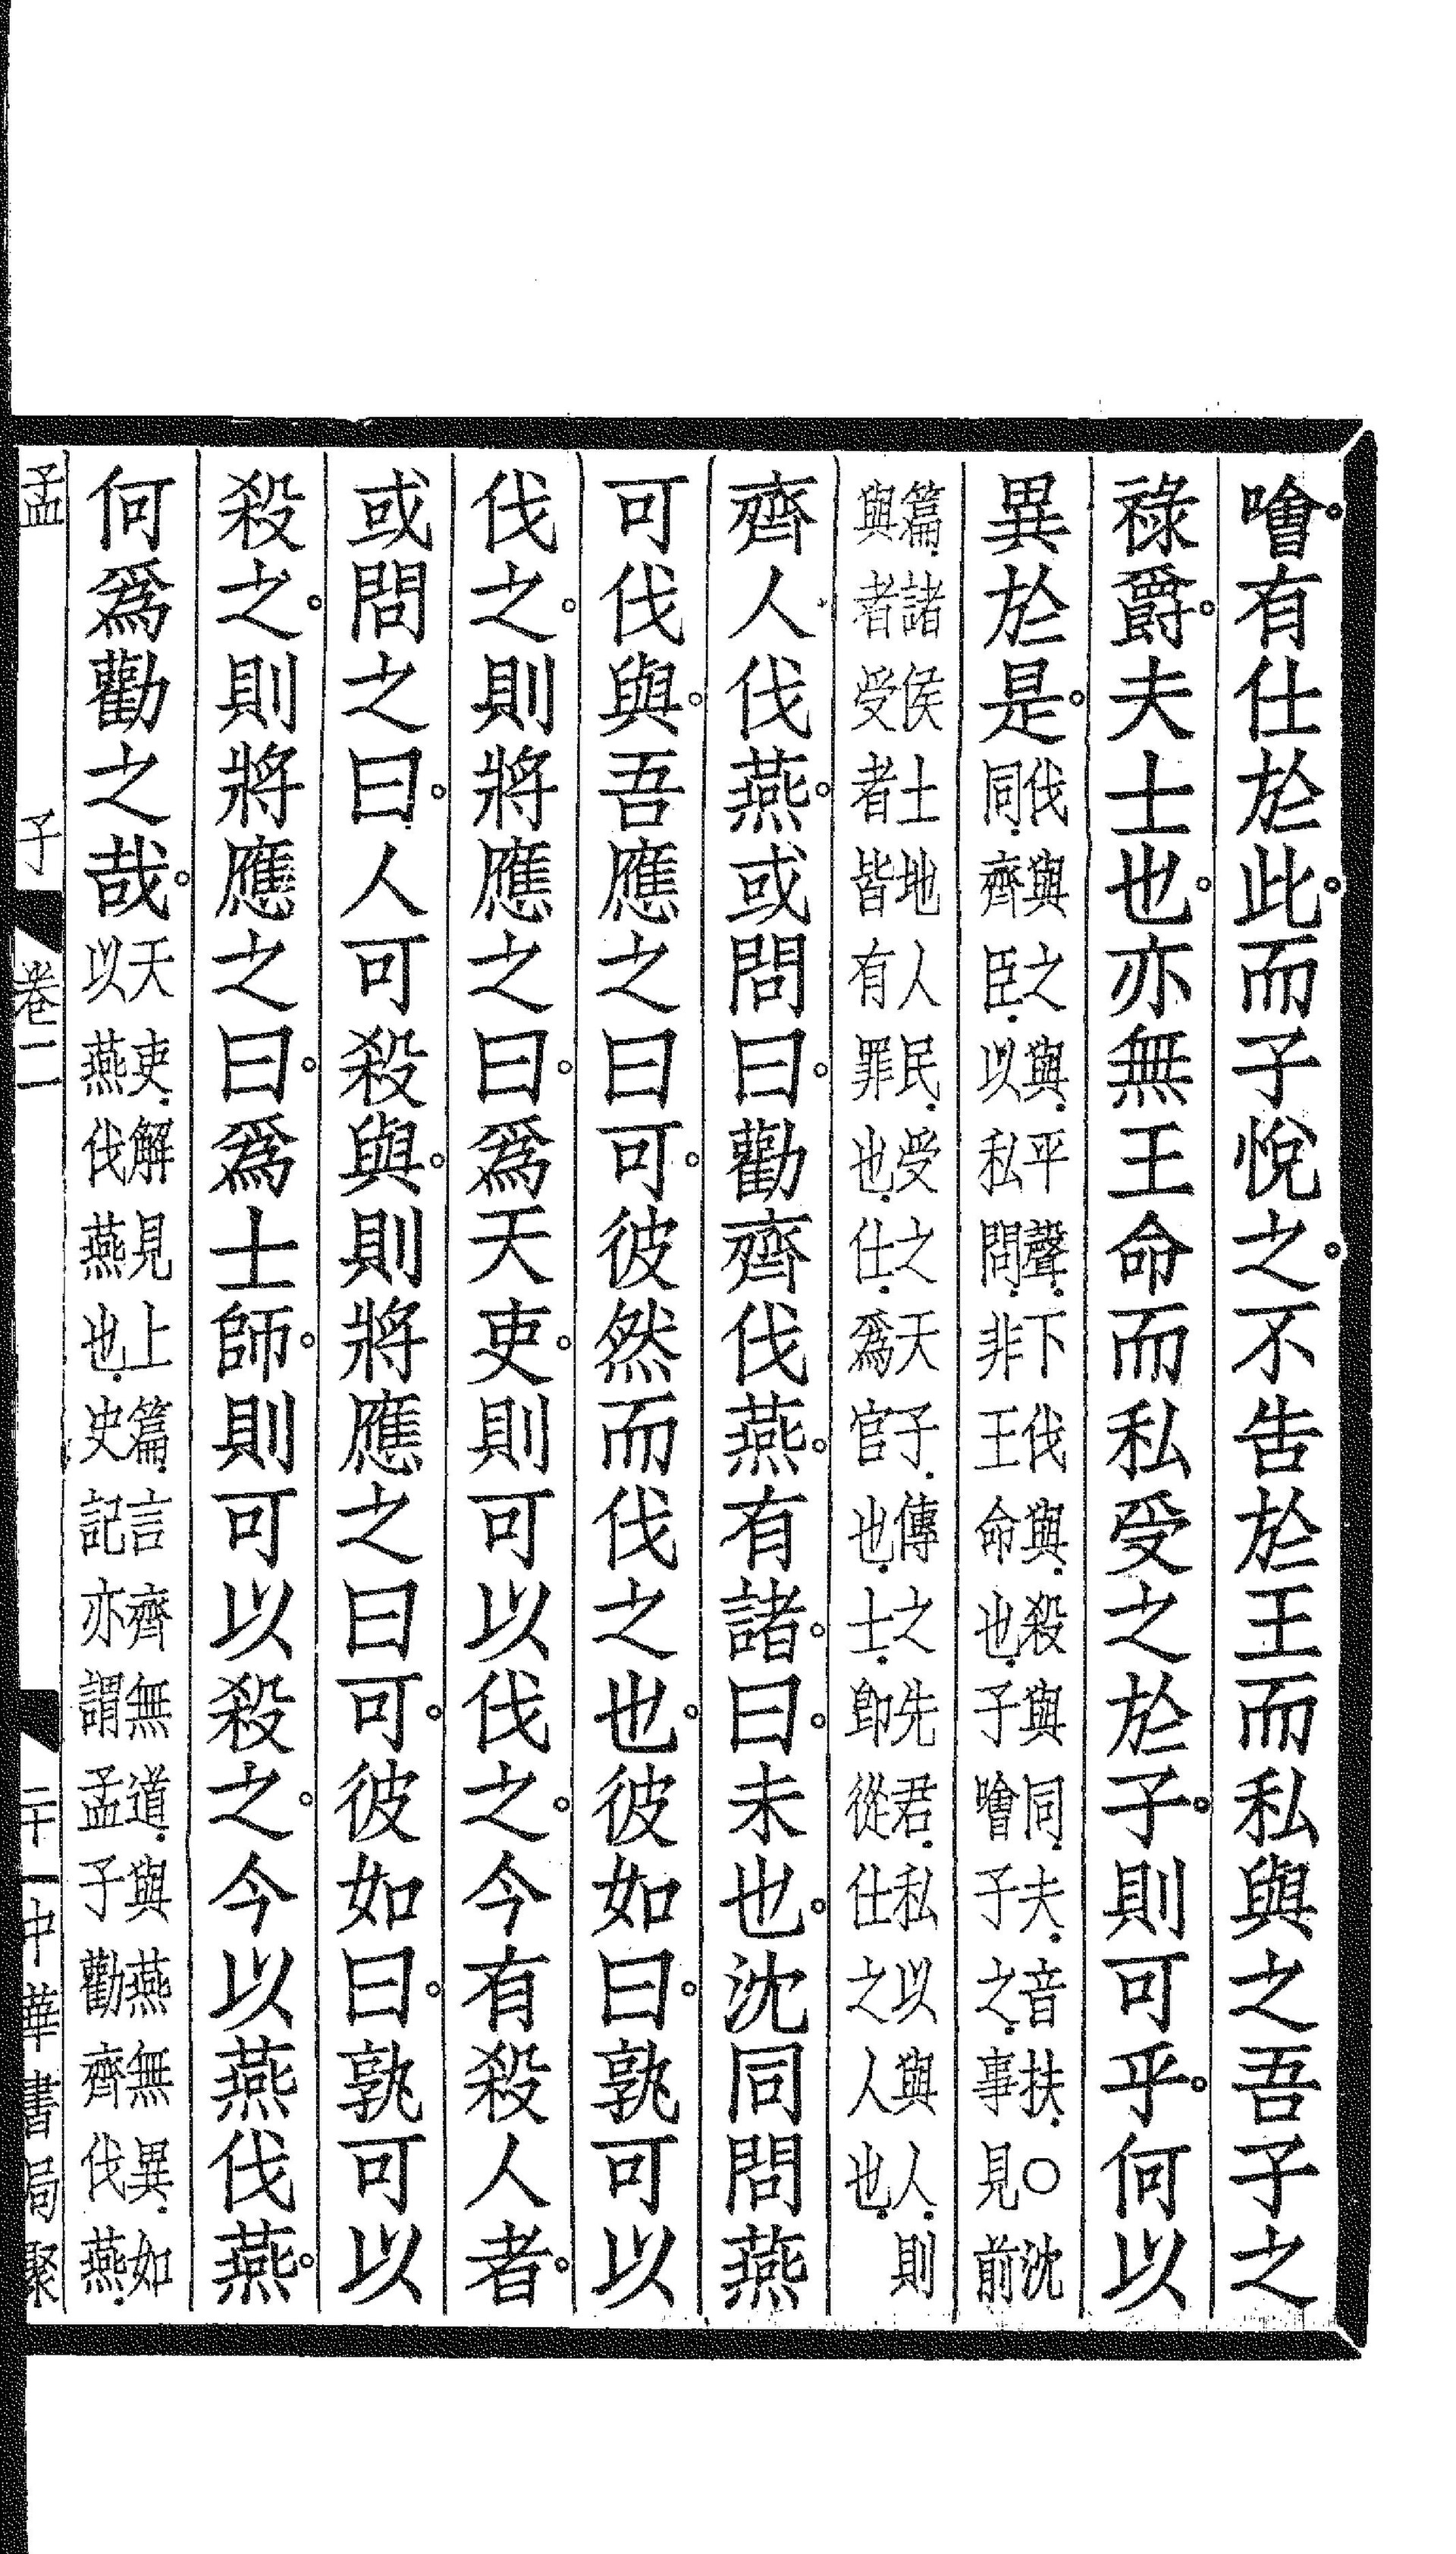 噲。有仕於此。而子悅之。不告於王而私與之吾子之
祿爵。夫士也。亦無王命而私受之於子。則可乎。何以
異於是。伐與之與.平聲.下伐與.殺與同.夫.音扶.○沈
同.齊臣.以私問.非王命也.子噲子之.事見前
篇.諸侯土地人民.受之天子.傳之先君.私以與人.則
與者受者皆有罪也.仕.爲官也.士.卽從仕之人也.
齊人伐燕。或問曰。勸齊伐燕。有諸。曰。未也。沈同問燕
可伐與。吾應之曰可。彼然而伐之也。彼如曰。孰可以
伐之。則將應之曰。爲天吏。則可以伐之。今有殺人者。
或問之曰。人可殺與。則將應之曰可。彼如曰。孰可以
殺之。則將應之曰。爲士師。則可以殺之。今以燕伐燕。
何爲勸之哉。天吏.解見上篇.言齊無道.與燕無異.如
以燕伐燕也.史記亦謂孟子勸齊伐燕.
孟子 卷二 二十一 中華書局聚